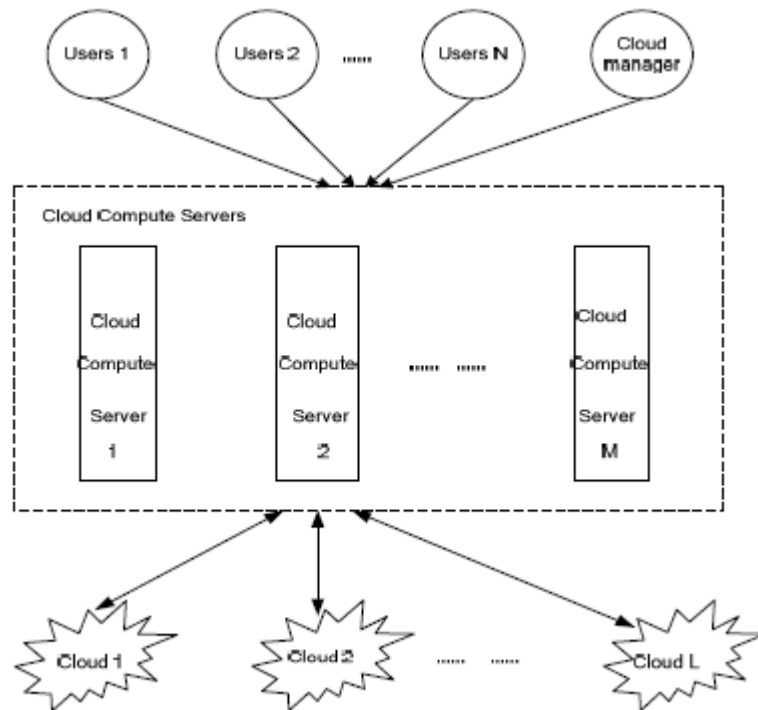 Users 1
Users 2
......
Users N
Cloud
manager
Cloud Compute Servers
Cloud
Compute
Server
1
Cloud
Compute
Server
2
...... ......
Cloud
Compute
Server
M
Cloud 1
Cloud 2
...... ......
Cloud L